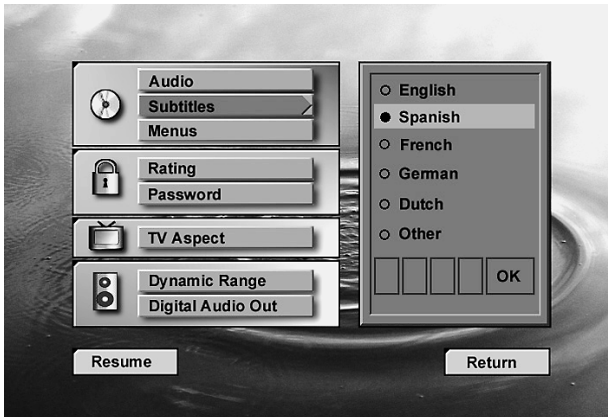 Audio
Subtitles
Menus
Rating
Password
TV Aspect
Dynamic Range
Digital Audio Out
English
Spanish
French
German
Dutch
Other
OK
Resume
Return